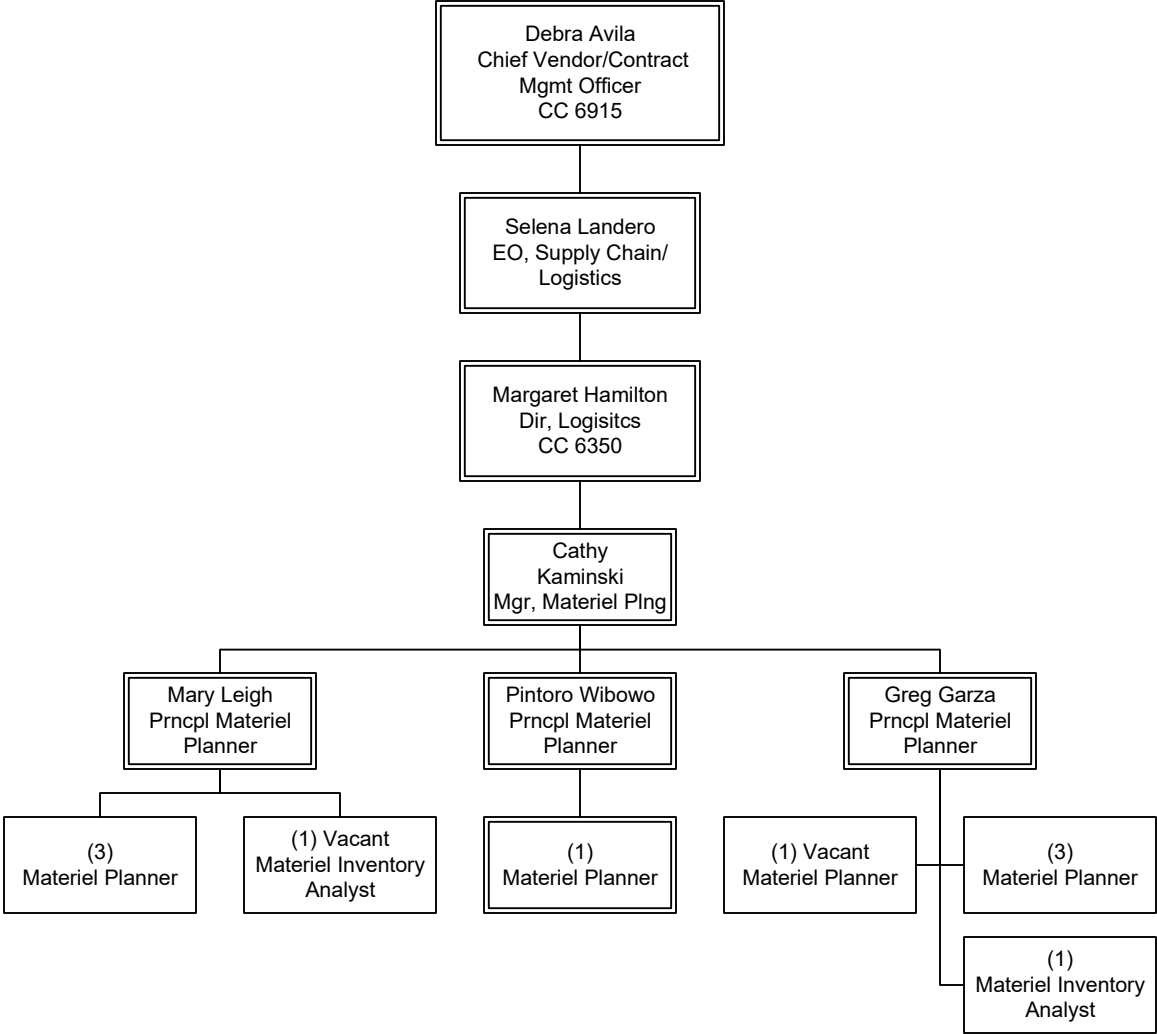 Debra Avila
Chief Vendor/Contract
Mgmt Officer
CC 6915
Selena Landero
EO, Supply Chain/
Logistics
Margaret Hamilton
Dir, Logisitcs
CC 6350
Cathy
Kaminski
Mgr, Materiel Plng
Mary Leigh
Prncpl Materiel
Planner
Pintoro Wibowo
Prncpl Materiel
Planner
Greg Garza
Prncpl Materiel
Planner
(3)
Materiel Planner
(1) Vacant
Materiel Inventory
Analyst
(1)
Materiel Planner
(1) Vacant
Materiel Planner
(3)
Materiel Planner
(1)
Materiel Inventory
Analyst